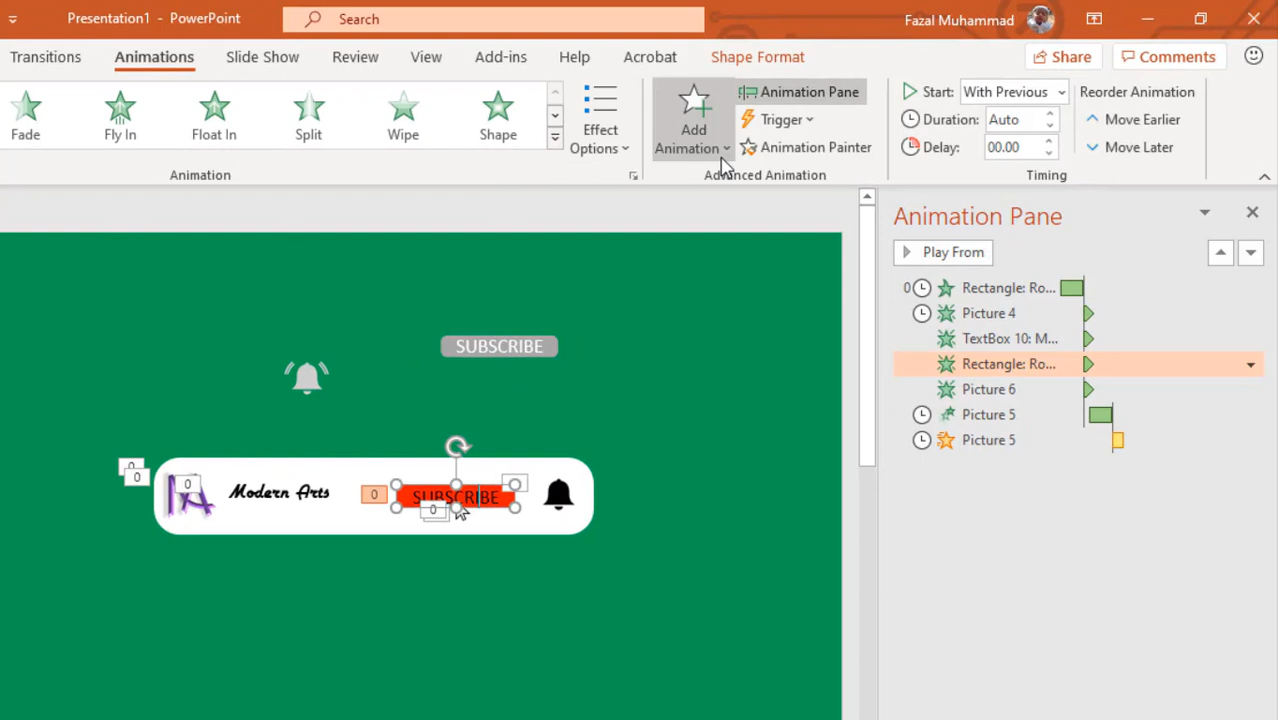 Presentation1 - PowerPoint
Search
Fazal Muhammad
Transitions Animations Slide Show Review View Add-ins Help Acrobat Shape Format Share Comments
Fade Fly In Float In Split Wipe Shape
Effect Options
Add Animation
Animation Pane
Trigger
Animation Painter
Start: With Previous
Duration: Auto
Delay: 00.00
Reorder Animation
Move Earlier
Move Later
Animation Advanced Animation Timing
Animation Pane
Play From
0 Rectangle: Ro...
Picture 4
TextBox 10: M...
Rectangle: Ro...
Picture 6
Picture 5
Picture 5
SUBSCRIBE
0
0
0
Modern Arts
0
SUBSCRIBE
0